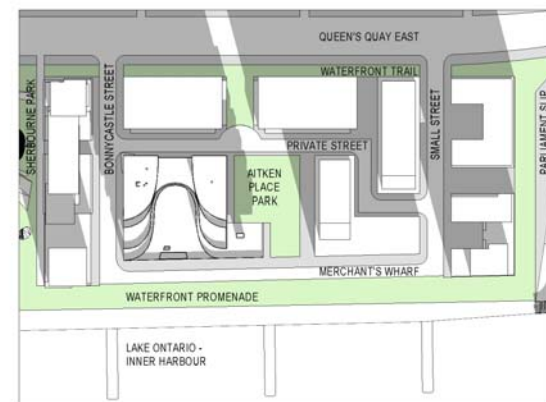 QUEEN'S QUAY EAST
WATERFRONT TRAIL
SHERBOURNE PARK
BONNYCASTLE STREET
SMALL STREET
PARLIAMENT SLIP
PRIVATE STREET
AITKEN
PLACE
PARK
MERCHANT'S WHARF
WATERFRONT PROMENADE
LAKE ONTARIO -
INNER HARBOUR